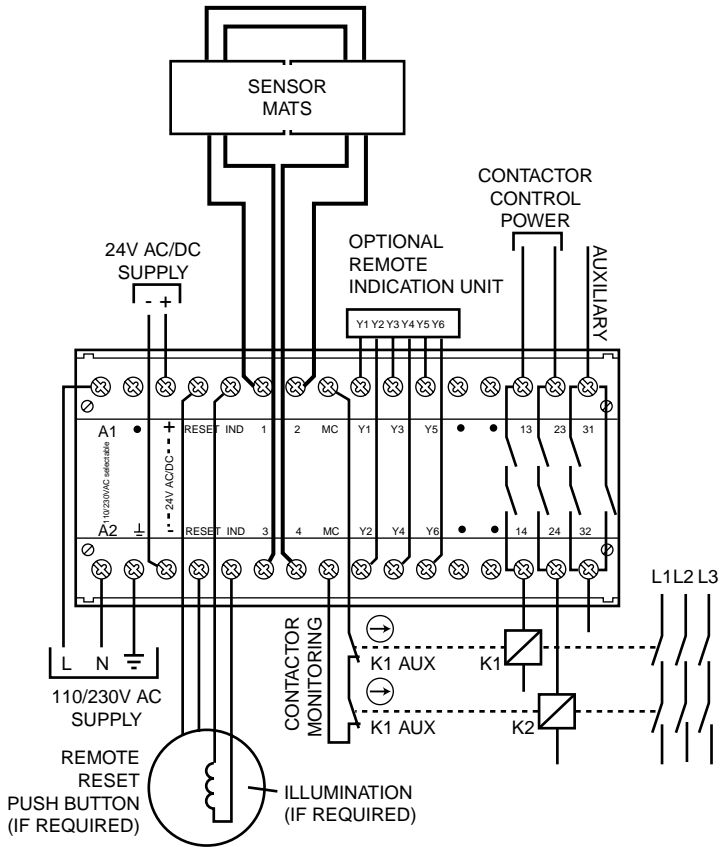 SENSOR
MATS
CONTACTOR
CONTROL
POWER
24V AC/DC
SUPPLY
- +
OPTIONAL
REMOTE
INDICATION UNIT
AUXILIARY
Y1 Y2 Y3 Y4 Y5 Y6
A1 + RESET IND 1 2 MC Y1 Y3 Y5 13 23 31
110/230VAC selectable
24V AC/DC
A2 - RESET IND 3 4 MC Y2 Y4 Y6 14 24 32
L1 L2 L3
L N
110/230V AC
SUPPLY
CONTACTOR
MONITORING
K1 AUX
K1
K1 AUX
K2
REMOTE
RESET
PUSH BUTTON
(IF REQUIRED)
ILLUMINATION
(IF REQUIRED)